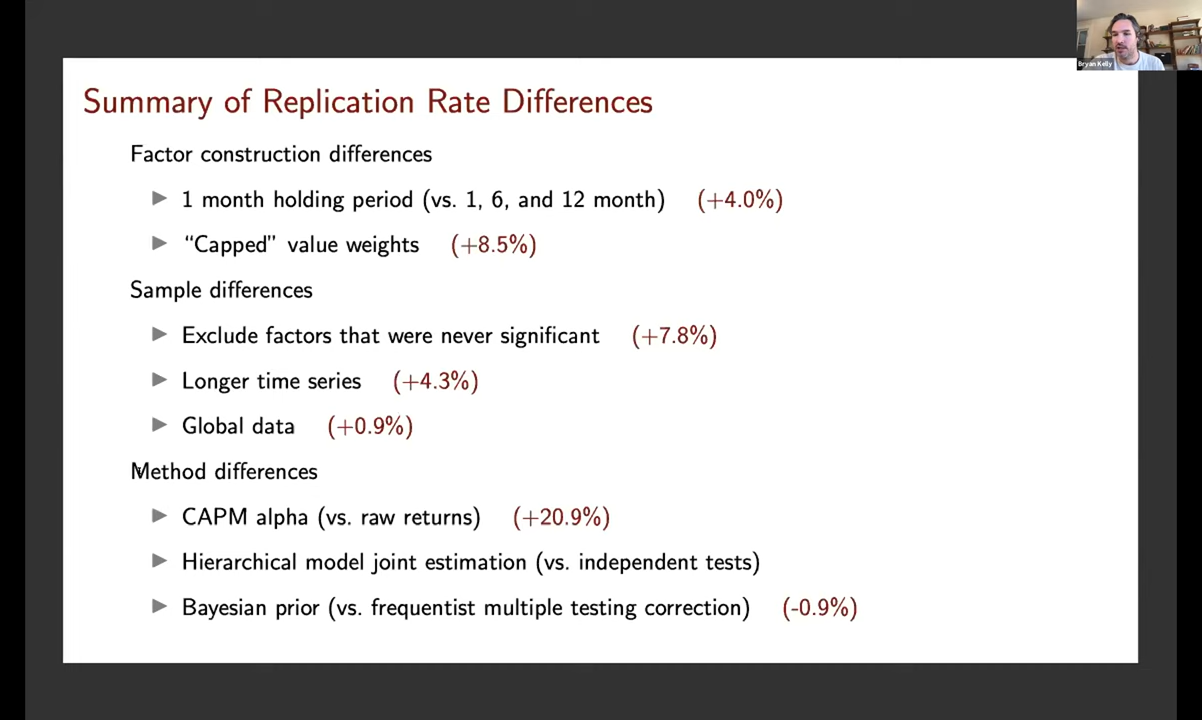 Bryan Kelly
Summary of Replication Rate Differences
Factor construction differences
▶ 1 month holding period (vs. 1, 6, and 12 month) (+4.0%)
▶ “Capped” value weights (+8.5%)
Sample differences
▶ Exclude factors that were never significant (+7.8%)
▶ Longer time series (+4.3%)
▶ Global data (+0.9%)
Method differences
▶ CAPM alpha (vs. raw returns) (+20.9%)
▶ Hierarchical model joint estimation (vs. independent tests)
▶ Bayesian prior (vs. frequentist multiple testing correction) (-0.9%)